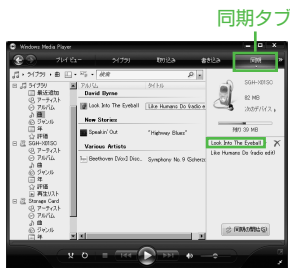 同期タブ
Windows Media Player
プレイビュー ライブラリ 取り込み 書き込み 同期
ライブラリ 曲 検索
ライブラリ
最近追加
アーティスト
アルバム
曲
ジャンル
年
評価
SGH-X01SC
アーティスト
アルバム
曲
ジャンル
年
評価
再生リスト
Storage Card
アーティスト
アルバム
曲
ジャンル
アルバム タイトル
David Byrne
Look Into The Eyeball Like Humans Do (radio e
New Stories
Speakin' Out "Highway Blues"
Various Artists
Beethoven [Vox] Disc. Symphony No. 9 (Scherz
SGH-X01SC
82 MB
次のデバイス
残り 39 MB
Look Into The Eyeball
Like Humans Do (radio edit)
同期の開始(S)